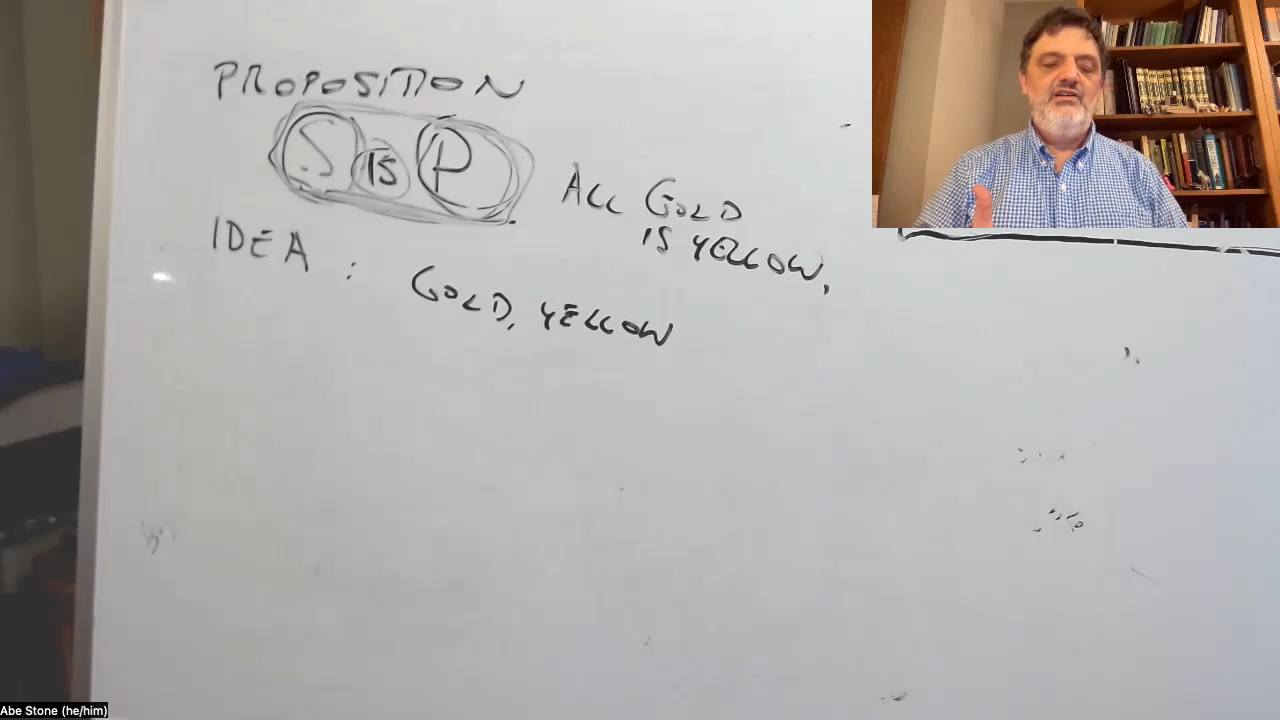 PROPOSITION
S IS P.
ALL GOLD
IS YELLOW.
IDEA : GOLD, YELLOW
Abe Stone (he/him)